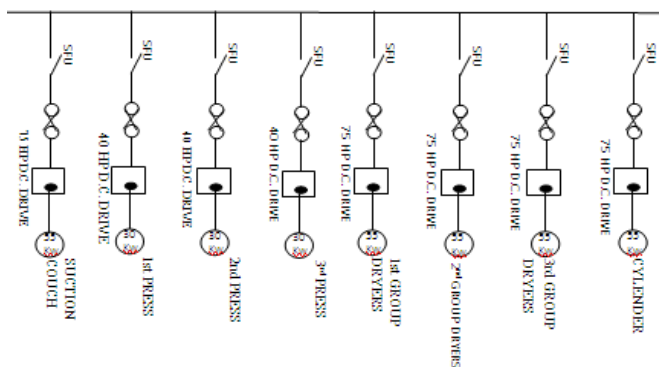 SFU
SFU
SFU
SFU
SFU
SFU
SFU
SFU
40 HP D.C. DRIVE
40 HP D.C. DRIVE
40 HP D.C. DRIVE
75 HP D.C. DRIVE
75 HP D.C. DRIVE
75 HP D.C. DRIVE
75 HP D.C. DRIVE
HP D.C. DRIVE
SUCTION
COUCH
1st PRESS
2nd PRESS
3rd PRESS
1st GROUP
DRYERS
2nd GROUP DRYERS
3rd GROUP
DRYERS
CYLENDER